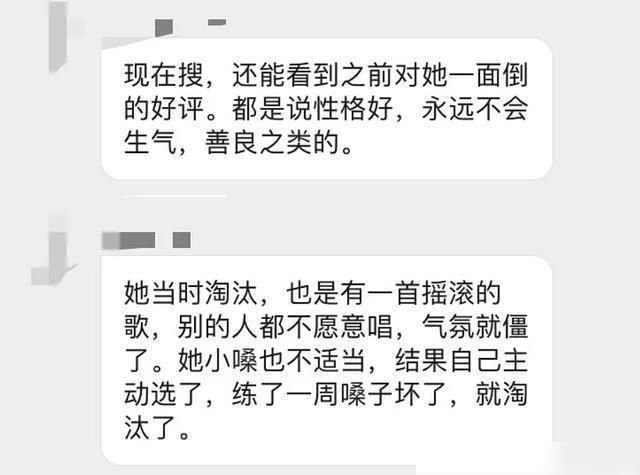 现在搜，还能看到之前对她一面倒
的好评。都是说性格好，永远不会
生气，善良之类的。
她当时淘汰，也是有一首摇滚的
歌，别的人都不愿意唱，气氛就僵
了。她小嗓也不适当，结果自己主
动选了，练了一周嗓子坏了，就淘
汰了。